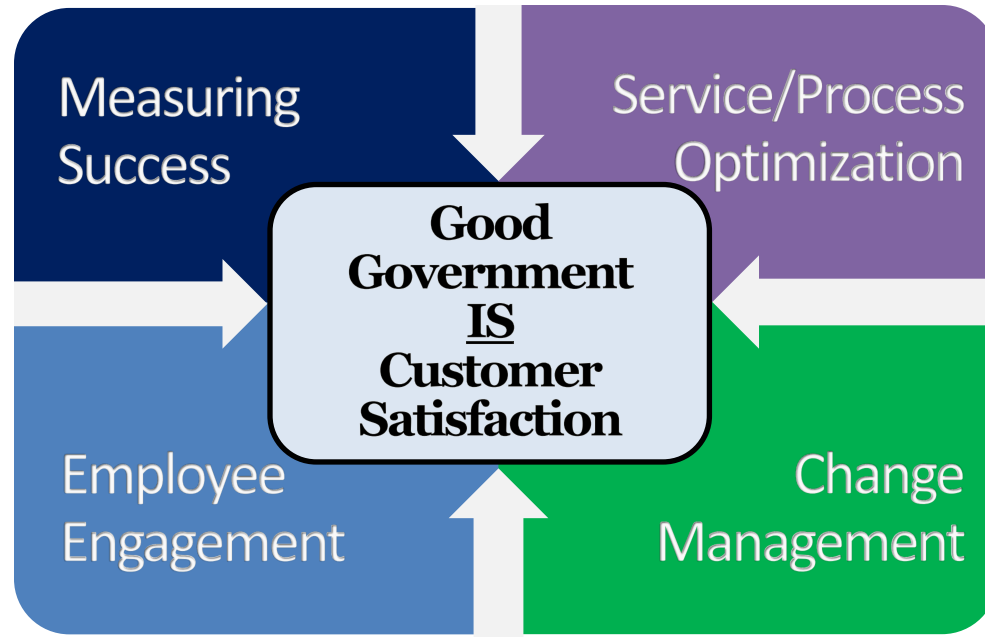 Measuring
Success
Service/Process
Optimization
Good
Government
IS
Customer
Satisfaction
Employee
Engagement
Change
Management